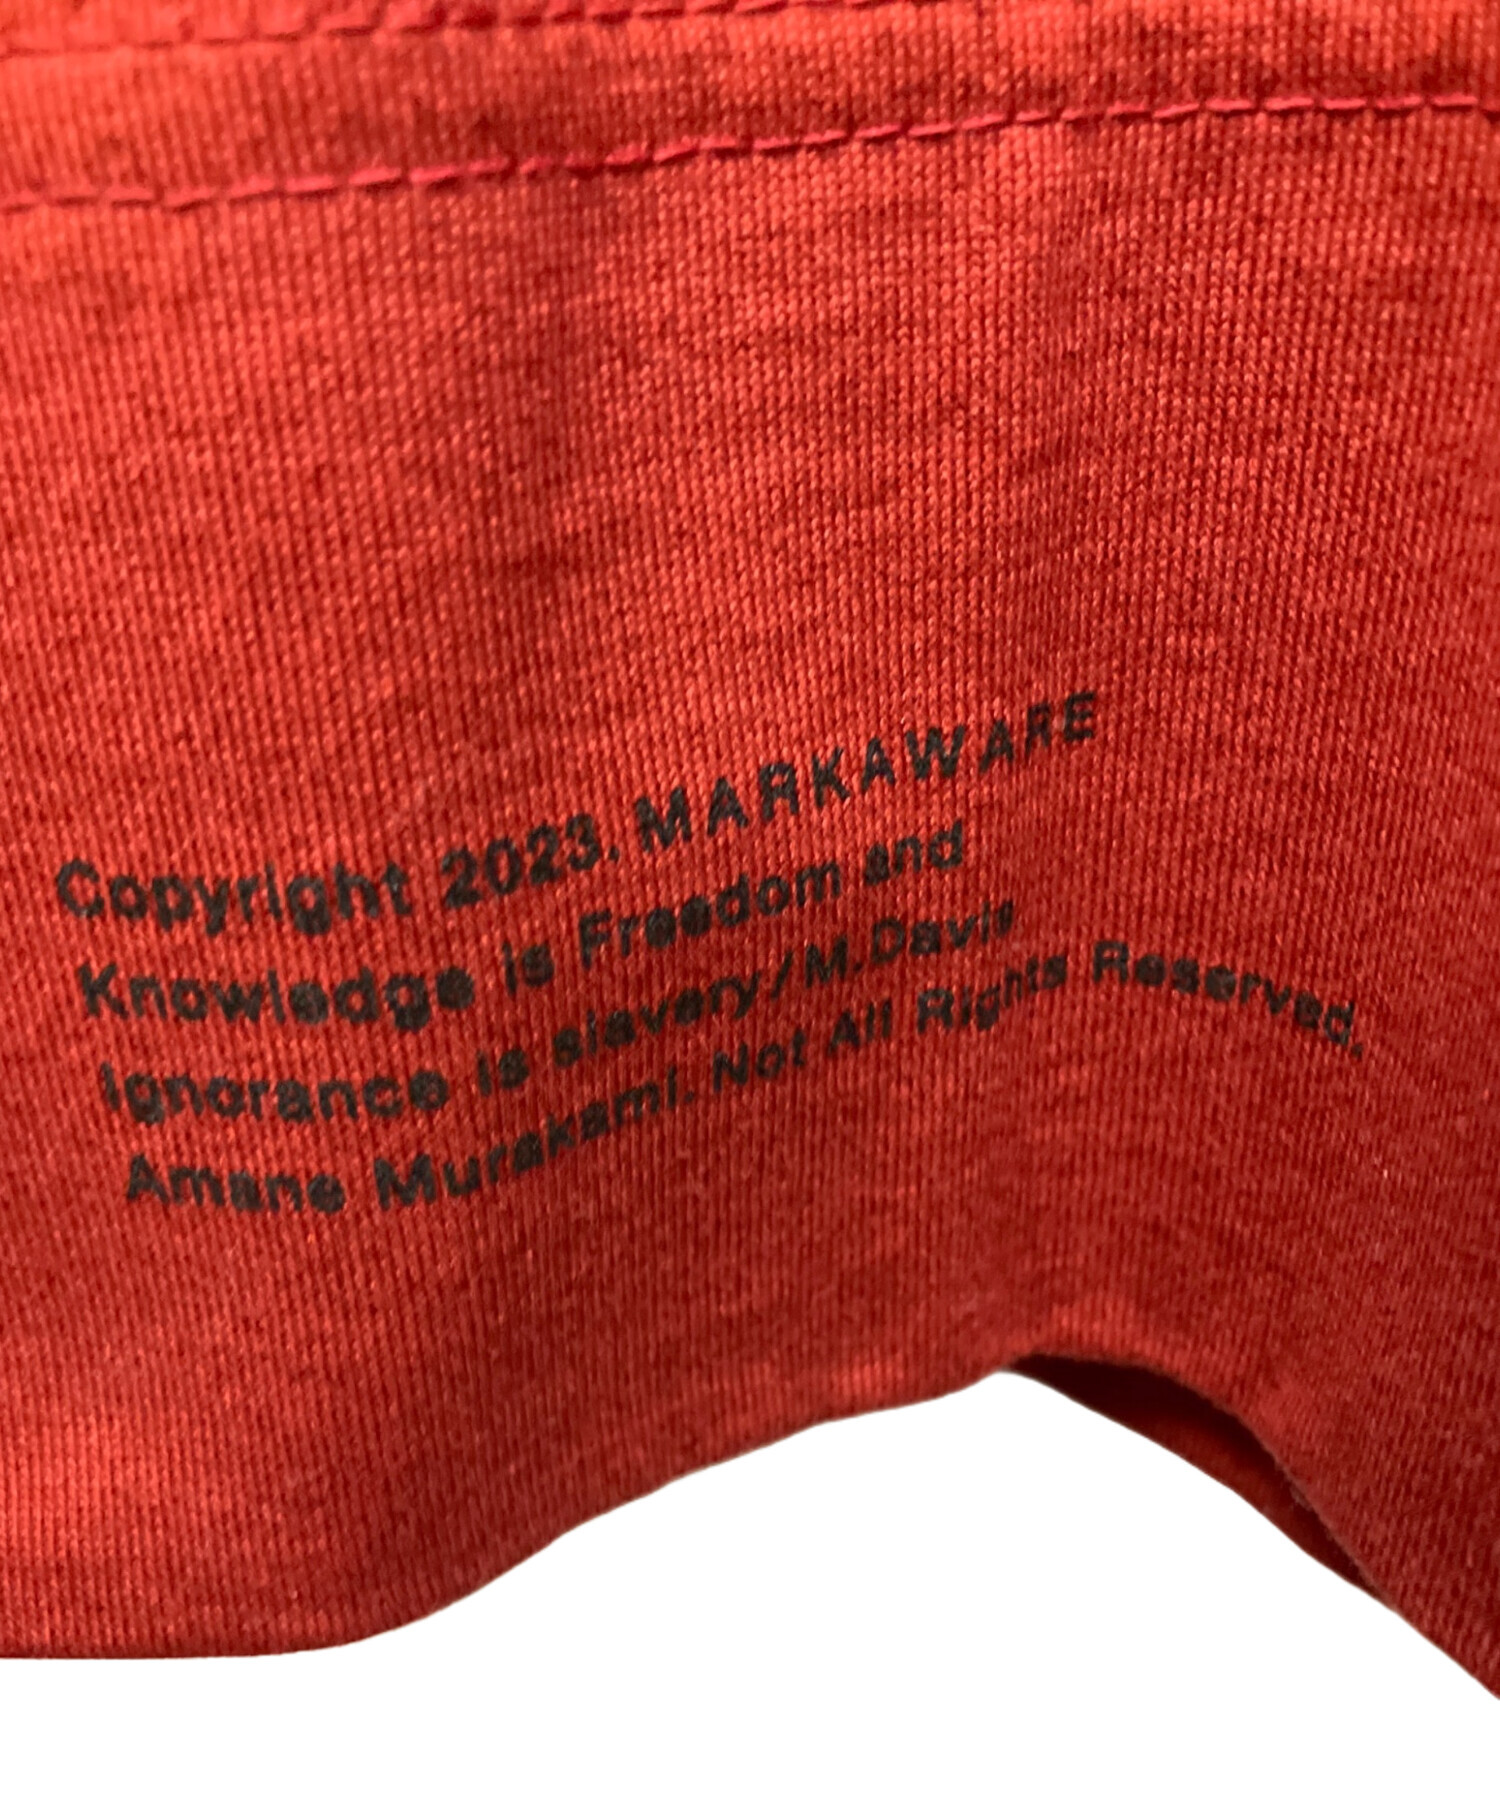 Copyright 2023. MARKAWARE
Knowledge is Freedom and
Ignorance is slavery/M.Davis
Amane Murakami. Not All Rights Reserved.